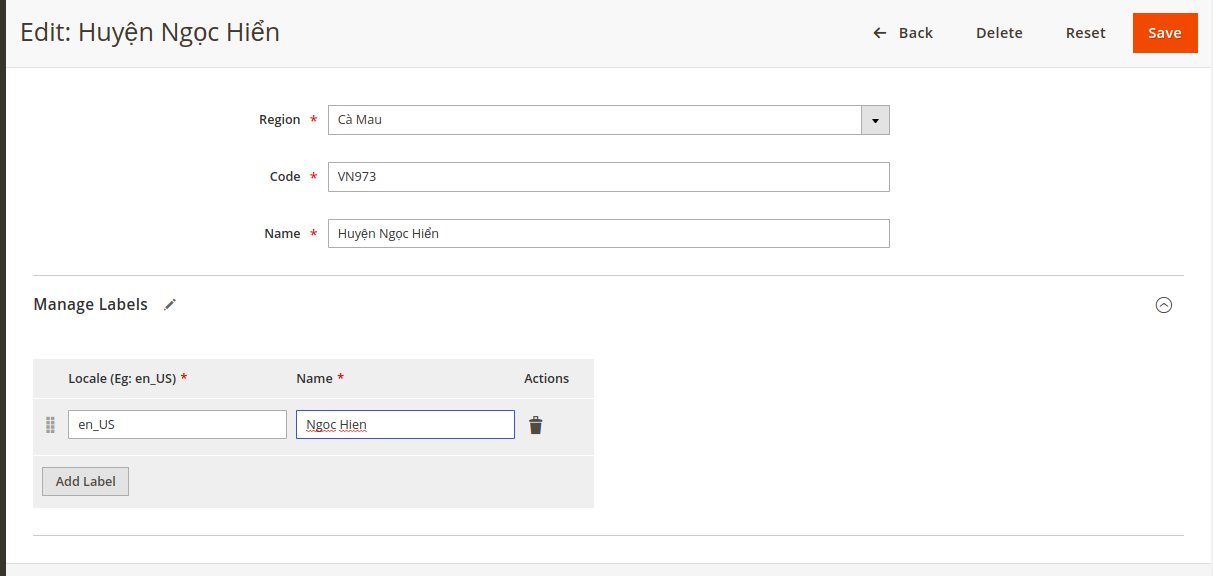 Edit: Huyện Ngọc Hiển
Back
Delete
Reset
Save
Region *
Cà Mau
Code *
VN973
Name *
Huyện Ngọc Hiển
Manage Labels
Locale (Eg: en_US) *
Name *
Actions
en_US
Ngoc Hien
Add Label